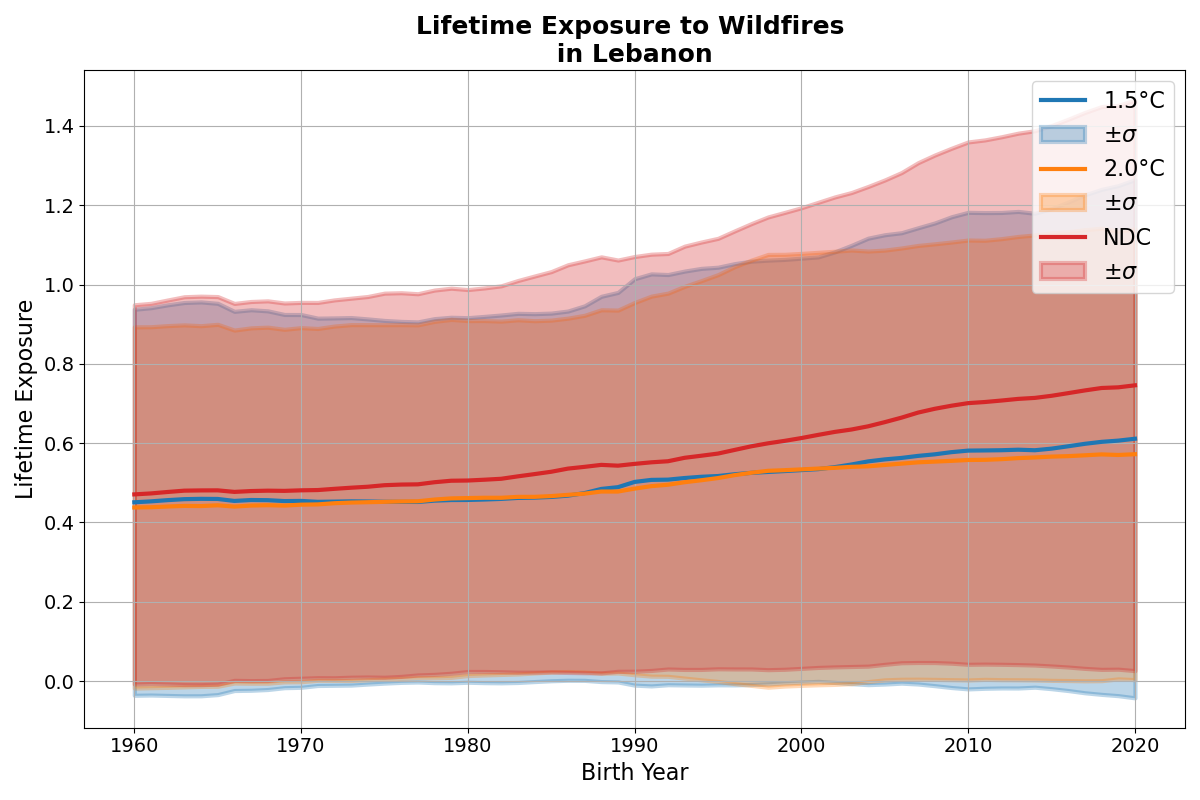 Lifetime Exposure to Wildfires
in Lebanon
Lifetime Exposure
1.4
1.2
1.0
0.8
0.6
0.4
0.2
0.0
1960
1970
1980
1990
2000
2010
2020
Birth Year
1.5°C
±σ
2.0°C
±σ
NDC
±σ